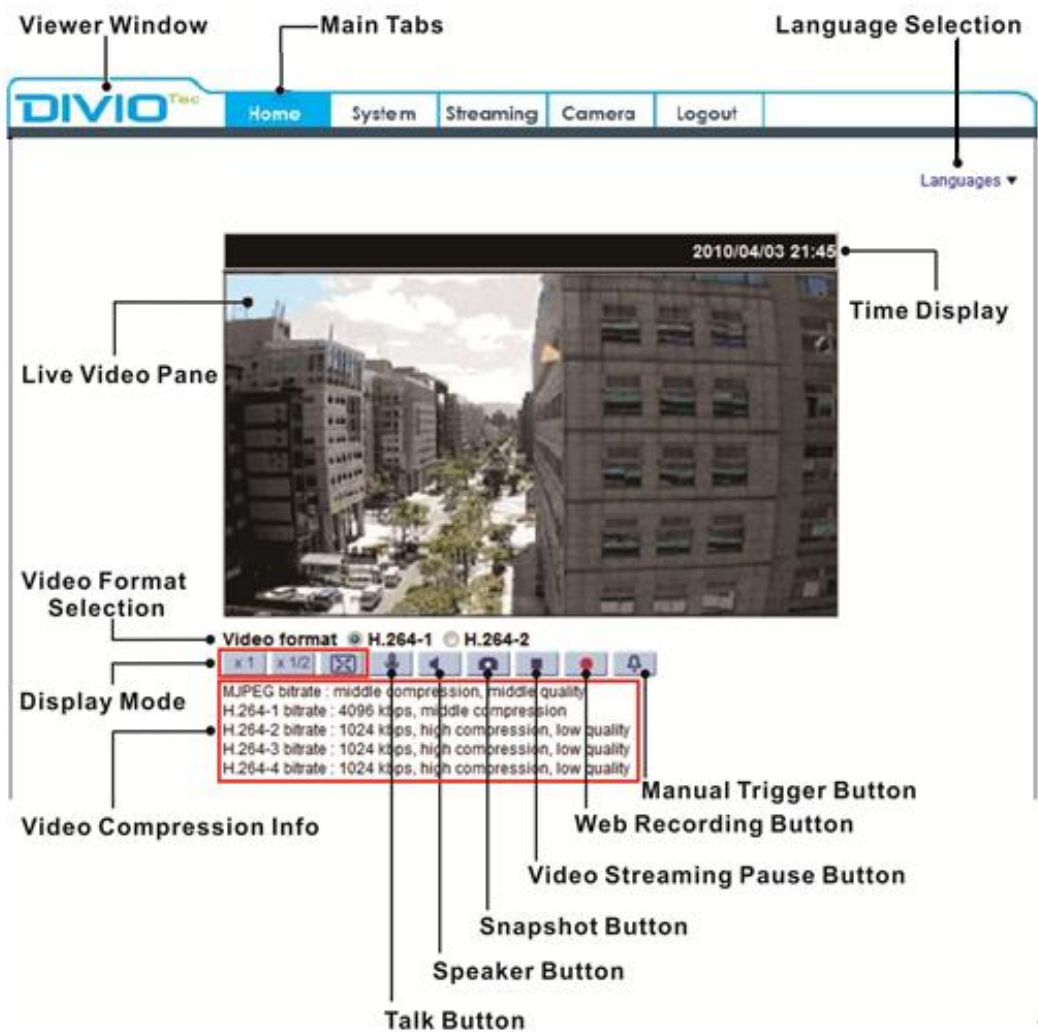 Viewer Window
Main Tabs
Language Selection
DIVIO Tec
Home
System
Streaming
Camera
Logout
Languages ▼
2010/04/03 21:45
Time Display
Live Video Pane
Video Format
Selection
Video format H.264-1 H.264-2
x 1
x 1/2
Display Mode
MJPEG bitrate : middle compression, middle quality
H.264-1 bitrate : 4096 kbps, middle compression
H.264-2 bitrate : 1024 kbps, high compression, low quality
H.264-3 bitrate : 1024 kbps, high compression, low quality
H.264-4 bitrate : 1024 kbps, high compression, low quality
Manual Trigger Button
Video Compression Info
Web Recording Button
Video Streaming Pause Button
Snapshot Button
Speaker Button
Talk Button